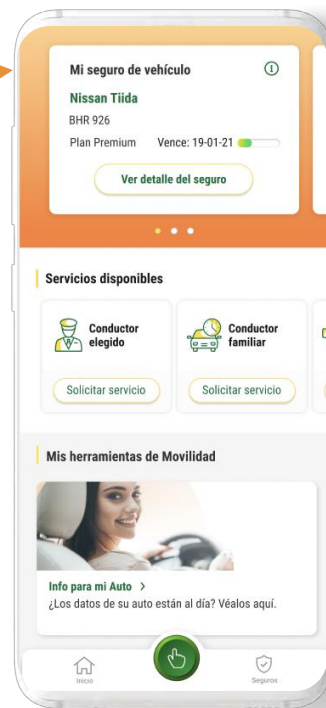 Mi seguro de vehículo
Nissan Tiida
BHR 926
Plan Premium Vence: 19-01-21
Ver detalle del seguro
Servicios disponibles
Conductor
elegido
Conductor
familiar
Solicitar servicio
Solicitar servicio
Mis herramientas de Movilidad
Info para mi Auto >
¿Los datos de su auto están al día? Véalos aquí.
Inicio
Seguros